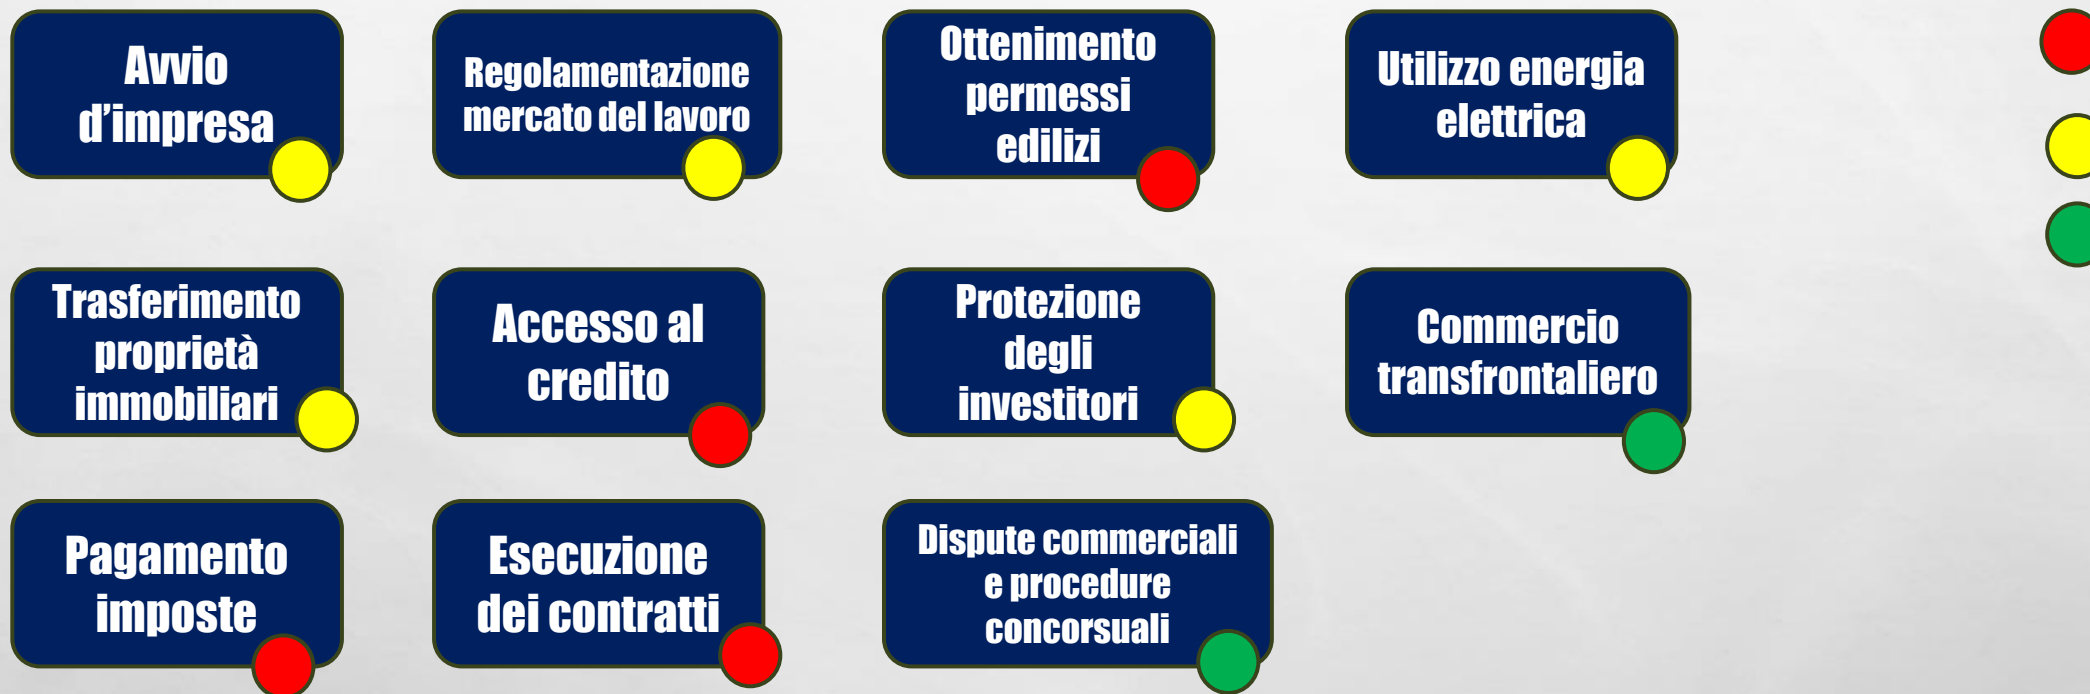 Avvio
d’impresa
Regolamentazione
mercato del lavoro
Ottenimento
permessi
edilizi
Utilizzo energia
elettrica
Trasferimento
proprietà
immobiliari
Accesso al
credito
Protezione
degli
investitori
Commercio
transfrontaliero
Pagamento
imposte
Esecuzione
dei contratti
Dispute commerciali
e procedure
concorsuali